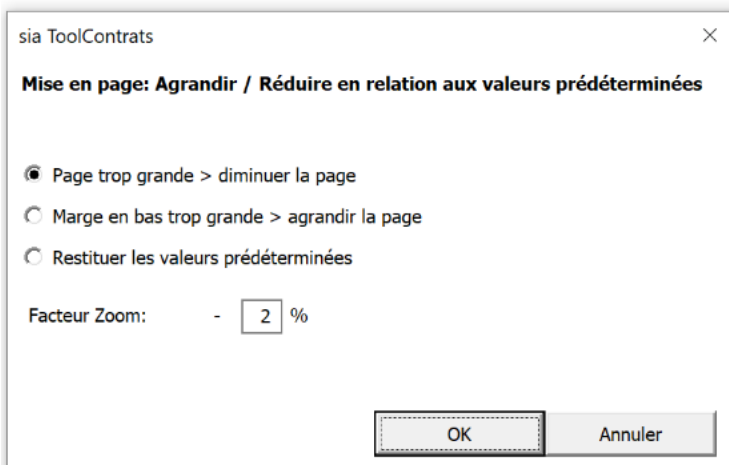 sia ToolContrats
Mise en page: Agrandir / Réduire en relation aux valeurs prédéterminées
Page trop grande > diminuer la page
Marge en bas trop grande > agrandir la page
Restituer les valeurs prédéterminées
Facteur Zoom: - 2 %
OK Annuler